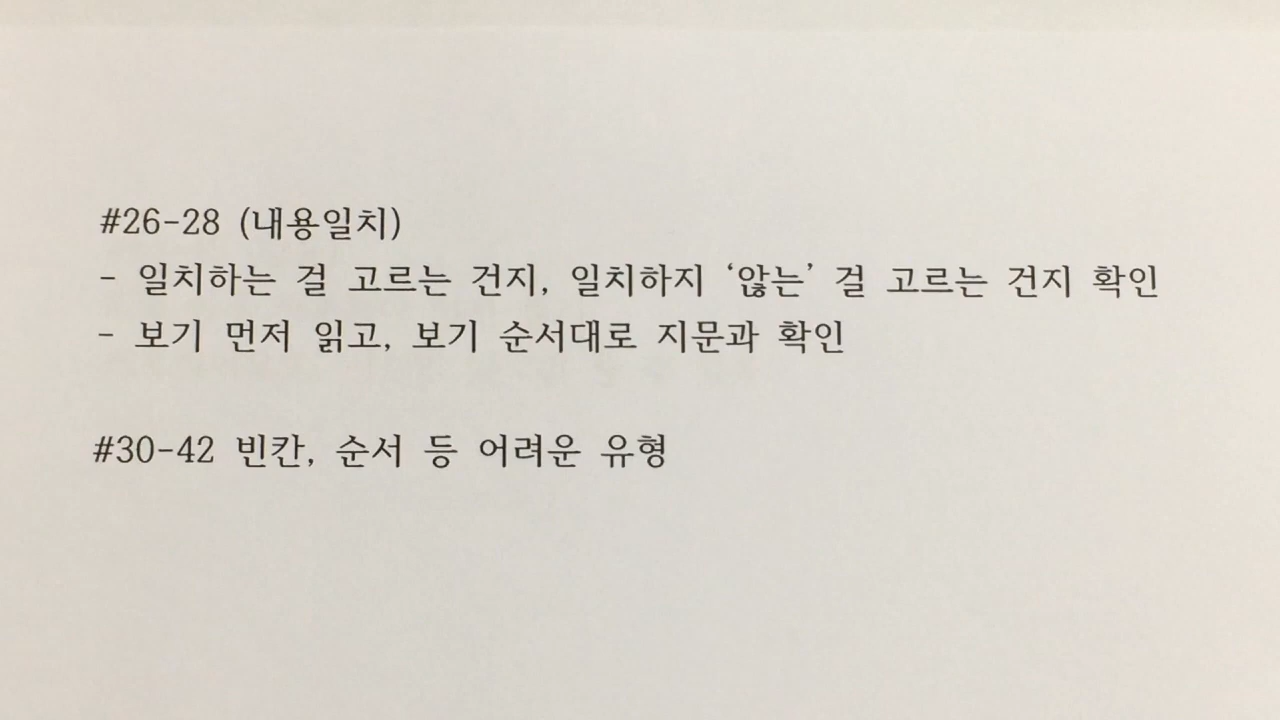 #26-28 (내용일치)
- 일치하는 걸 고르는 건지, 일치하지 ‘않는’ 걸 고르는 건지 확인
- 보기 먼저 읽고, 보기 순서대로 지문과 확인
#30-42 빈칸, 순서 등 어려운 유형